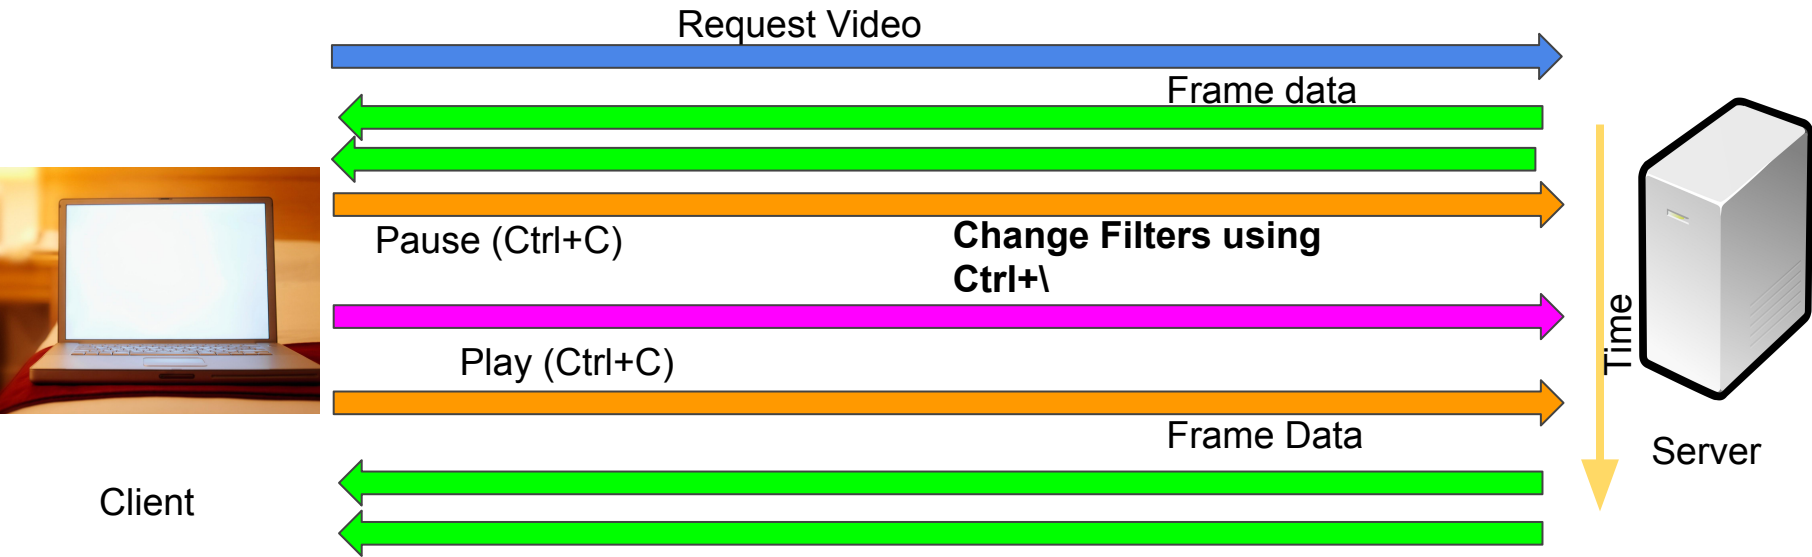 Request Video
Frame data
Pause (Ctrl+C)
Change Filters using
Ctrl+\
Time
Play (Ctrl+C)
Frame Data
Server
Client